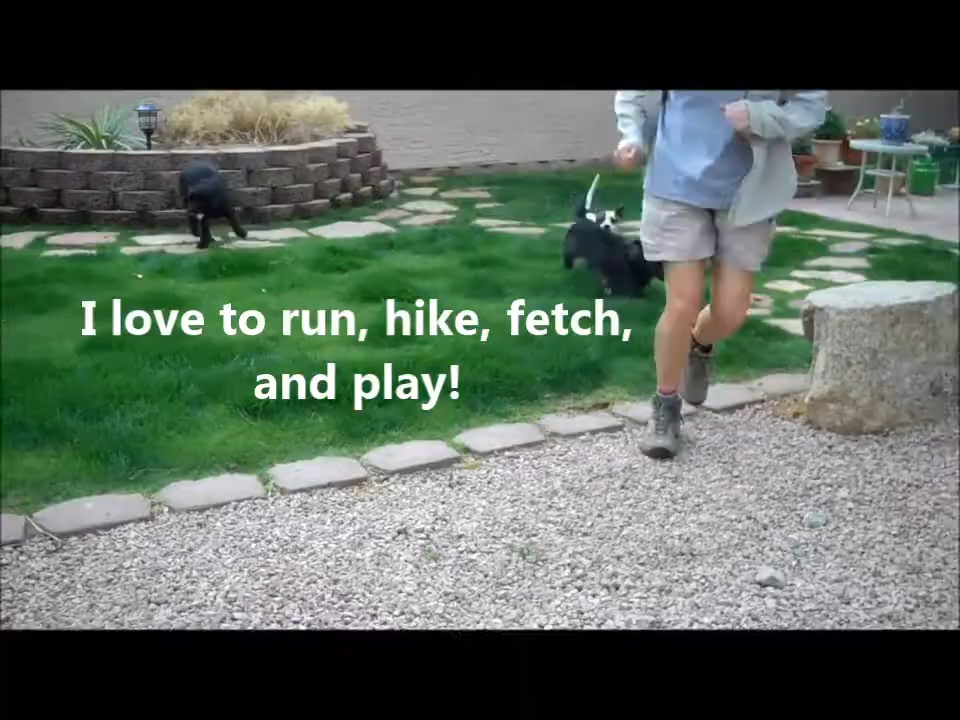 I love to run, hike, fetch,
and play!